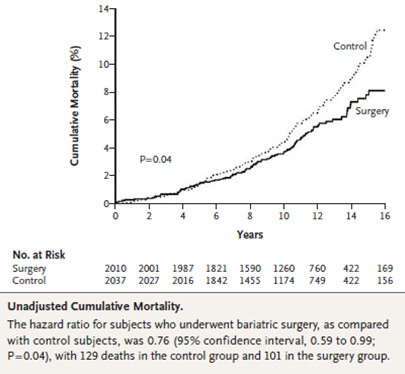 14
12
10
8
6
4
2
0
Cumulative Mortality (%)
Control
Surgery
P=0.04
0 2 4 6 8 10 12 14 16
Years
No. at Risk
Surgery 2010 2001 1987 1821 1590 1260 760 422 169
Control 2037 2027 2016 1842 1455 1174 749 422 156
Unadjusted Cumulative Mortality.
The hazard ratio for subjects who underwent bariatric surgery, as compared
with control subjects, was 0.76 (95% confidence interval, 0.59 to 0.99;
P=0.04), with 129 deaths in the control group and 101 in the surgery group.